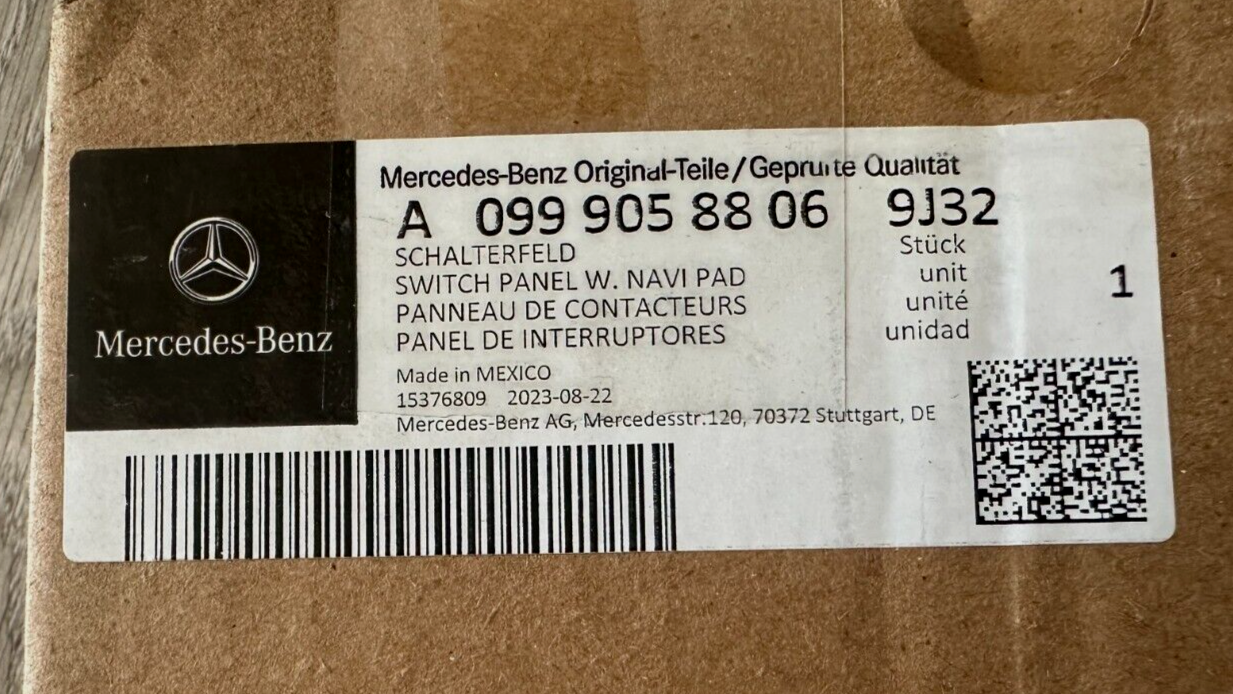 Mercedes-Benz
Mercedes-Benz Original-Teile/Geprüfte Qualität
A 099 905 88 06 9J32
SCHALTERFELD
SWITCH PANEL W. NAVI PAD
PANNEAU DE CONTACTEURS
PANEL DE INTERRUPTORES
Stück
unit
unité
unidad
1
Made in MEXICO
15376809 2023-08-22
Mercedes-Benz AG, Mercedesstr.120, 70372 Stuttgart, DE